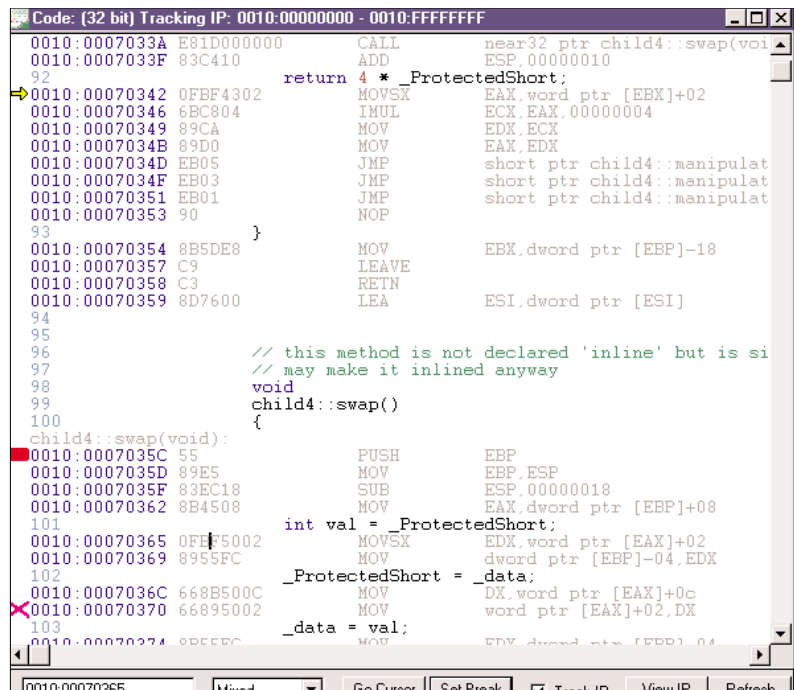 Code: (32 bit) Tracking IP: 0010:00000000 - 0010:FFFFFFFF
0010:0007033A E81D000000 CALL near32 ptr child4::swap(voi
0010:0007033F 83C410 ADD ESP,00000010
92 return 4 * _ProtectedShort;
0010:00070342 0FBF4302 MOVSX EAX,word ptr [EBX]+02
0010:00070346 6BC804 IMUL ECX,EAX,00000004
0010:00070349 89CA MOV EDX,ECX
0010:0007034B 89D0 MOV EAX,EDX
0010:0007034D EB05 JMP short ptr child4::manipulat
0010:0007034F EB03 JMP short ptr child4::manipulat
0010:00070351 EB01 JMP short ptr child4::manipulat
0010:00070353 90 NOP
93 }
0010:00070354 8B5DE8 MOV EBX,dword ptr [EBP]-18
0010:00070357 C9 LEAVE
0010:00070358 C3 RETN
0010:00070359 8D7600 LEA ESI,dword ptr [ESI]
94
95
96 // this method is not declared 'inline' but is si
97 // may make it inlined anyway
98 void
99 child4::swap()
100 {
child4::swap(void):
0010:0007035C 55 PUSH EBP
0010:0007035D 89E5 MOV EBP,ESP
0010:0007035F 83EC18 SUB ESP,00000018
0010:00070362 8B4508 MOV EAX,dword ptr [EBP]+08
101 int val = _ProtectedShort;
0010:00070365 0FBF5002 MOVSX EDX,word ptr [EAX]+02
0010:00070369 8955FC MOV dword ptr [EBP]-04,EDX
102 _ProtectedShort = _data;
0010:0007036C 668B500C MOV DX,word ptr [EAX]+0c
0010:00070370 66895002 MOV word ptr [EAX]+02,DX
103 _data = val;
0010:00070374 8B55FC MOV EDX,dword ptr [EBP]-04
0010:00070365 Mixed Go Cursor Set Break Track IP View IP Refresh